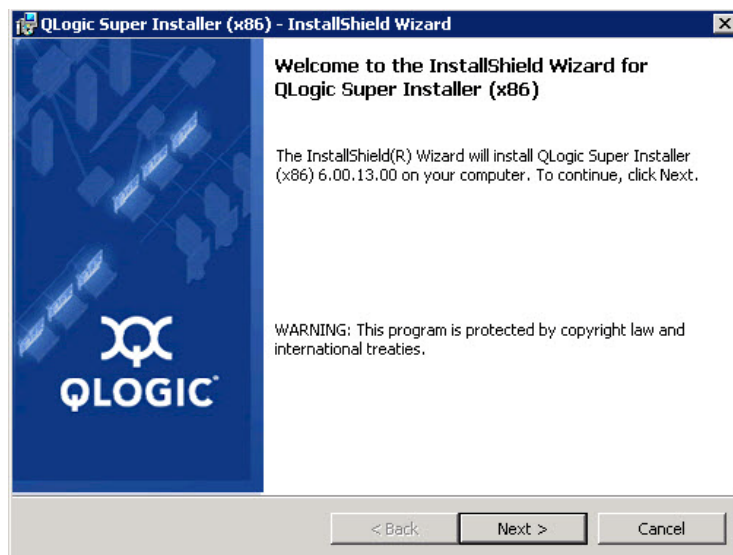 QLogic Super Installer (x86) - InstallShield Wizard
Welcome to the InstallShield Wizard for
QLogic Super Installer (x86)
The InstallShield(R) Wizard will install QLogic Super Installer
(x86) 6.00.13.00 on your computer. To continue, click Next.
WARNING: This program is protected by copyright law and
international treaties.
QLOGIC
< Back
Next >
Cancel